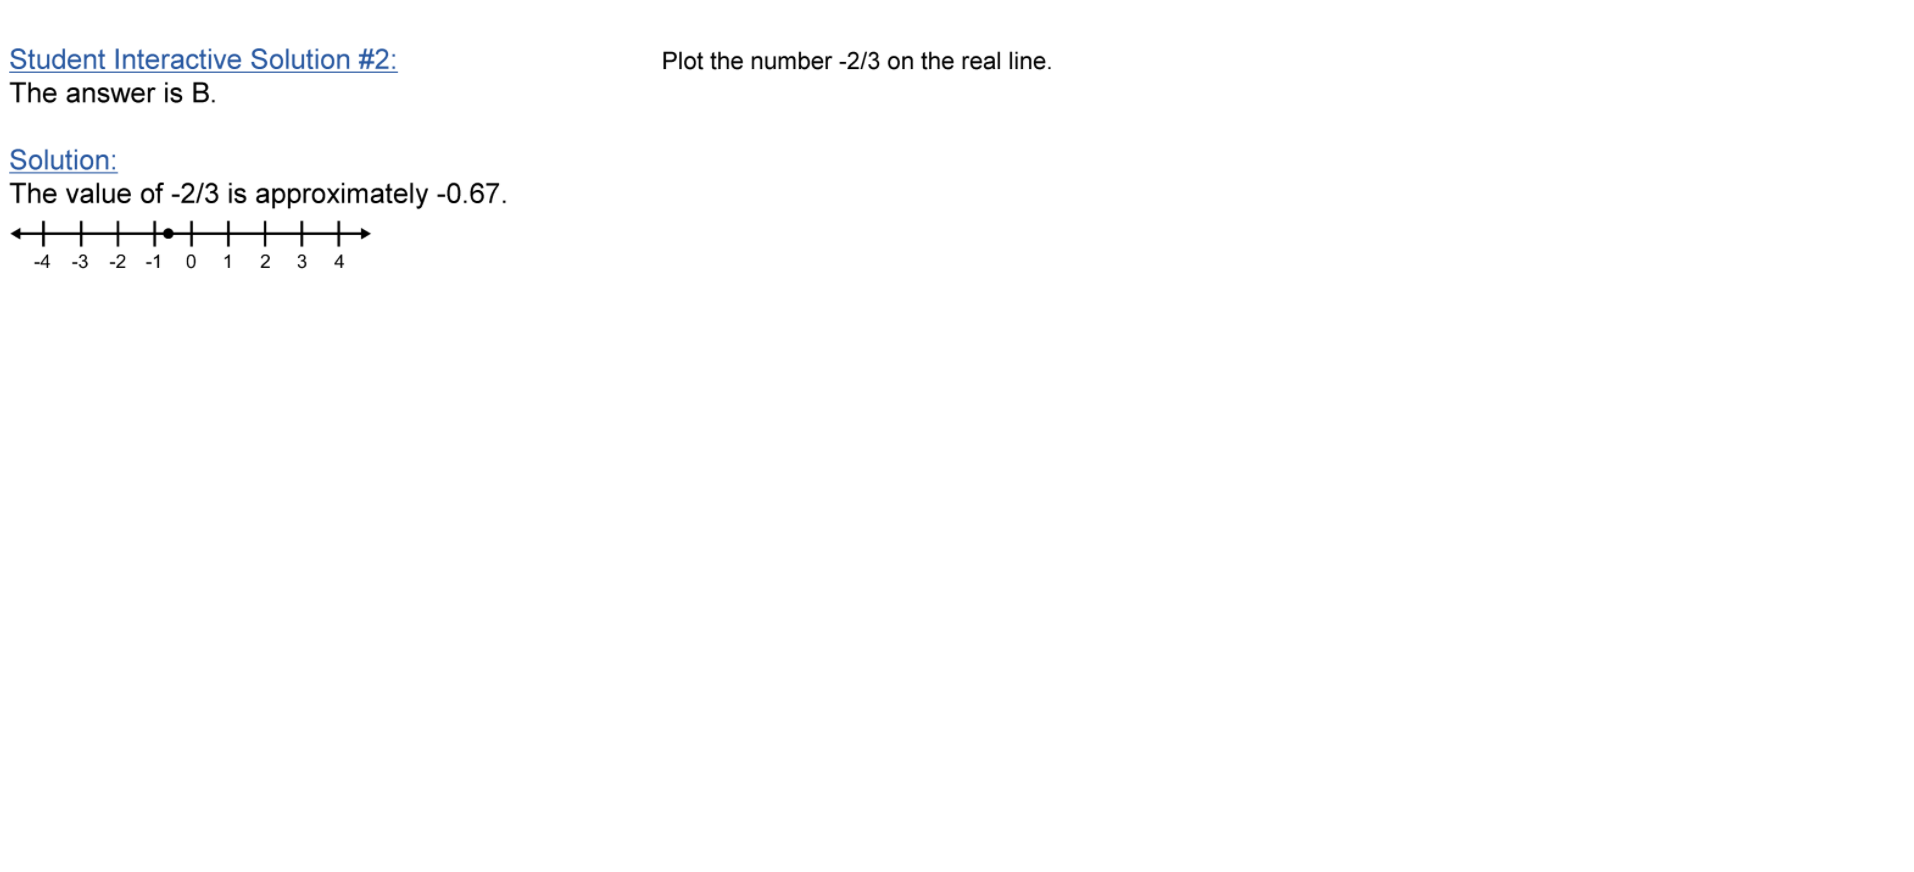 Student Interactive Solution #2:
The answer is B.
Plot the number -2/3 on the real line.
Solution:
The value of -2/3 is approximately -0.67.
-4 -3 -2 -1 0 1 2 3 4